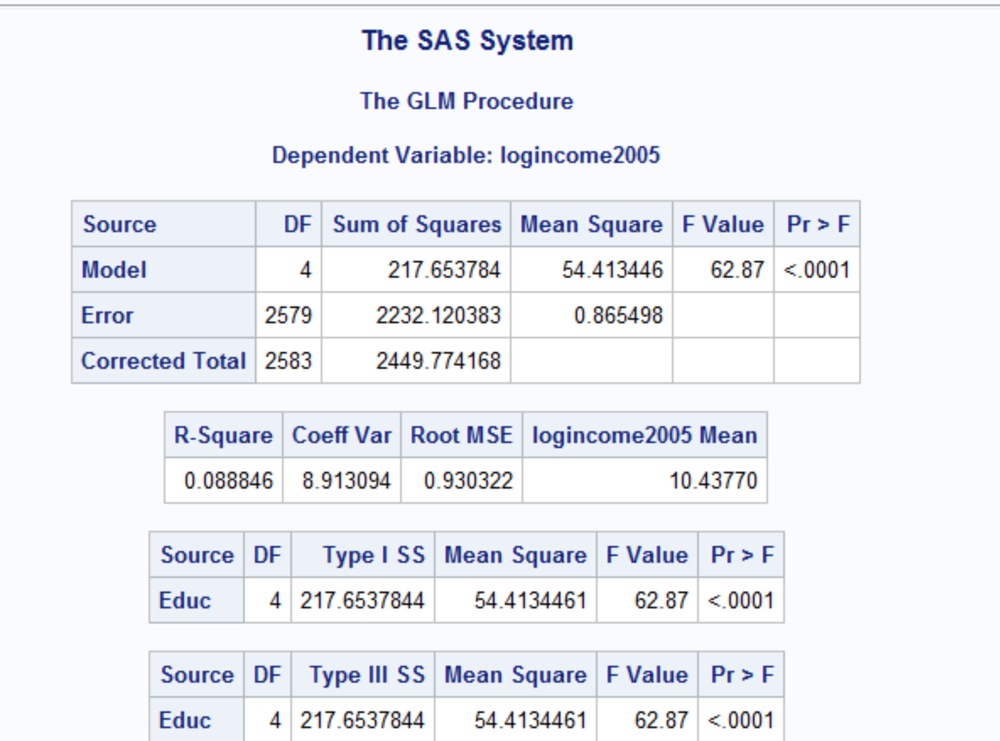 The SAS System
The GLM Procedure
Dependent Variable: logincome2005
Source DF Sum of Squares Mean Square F Value Pr > F
Model 4 217.653784 54.413446 62.87 <.0001
Error 2579 2232.120383 0.865498
Corrected Total 2583 2449.774168
R-Square Coeff Var Root MSE logincome2005 Mean
0.088846 8.913094 0.930322 10.43770
Source DF Type I SS Mean Square F Value Pr > F
Educ 4 217.6537844 54.4134461 62.87 <.0001
Source DF Type III SS Mean Square F Value Pr > F
Educ 4 217.6537844 54.4134461 62.87 <.0001